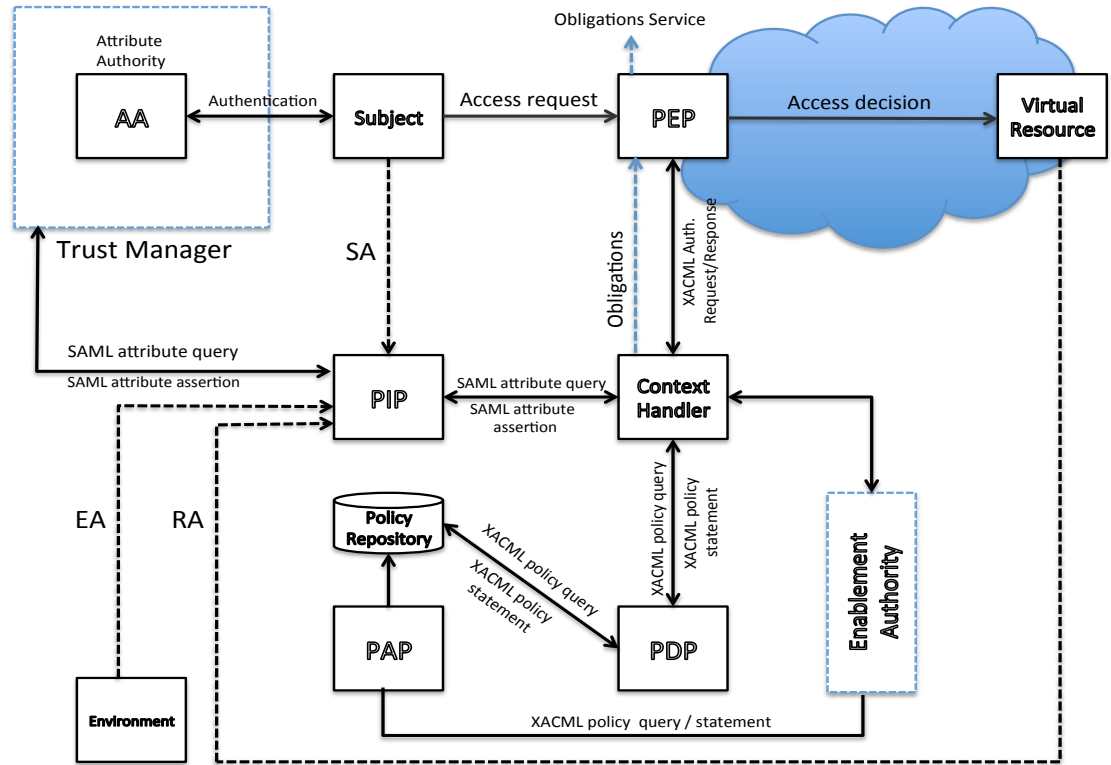 Obligations Service
Attribute
Authority
AA
Authentication
Subject
Access request
PEP
Access decision
Virtual
Resource
Trust Manager
SA
Obligations
XACML Auth.
Request/Response
SAML attribute query
SAML attribute assertion
PIP
SAML attribute query
SAML attribute
assertion
Context
Handler
EA
RA
Policy
Repository
XACML policy query
XACML policy
statement
XACML policy query
XACML policy
statement
Enablement
Authority
PAP
PDP
Environment
XACML policy query / statement